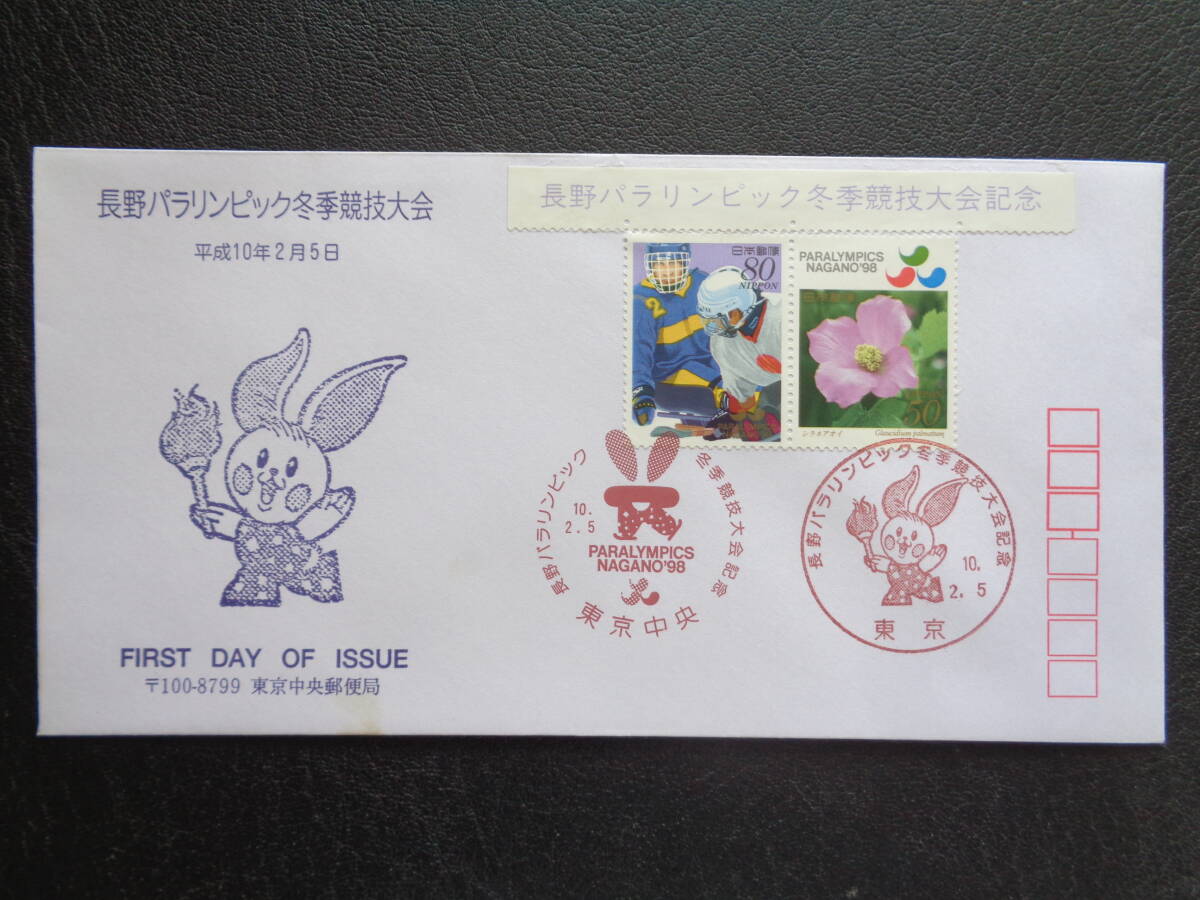 長野パラリンピック冬季競技大会
平成10年2月5日
FIRST DAY OF ISSUE
〒100-8799 東京中央郵便局
長野パラリンピック冬季競技大会記念
日本郵便
80
NIPPON
2
PARALYMPICS
NAGANO'98
日本郵便
50
シラネアオイ
Glaucidium palmatum
長野パラリンピック
冬季競技大会記念
10.
2.5
PARALYMPICS
NAGANO'98
東京中央
長野パラリンピック冬季競技大会記念
10.
2.5
東京